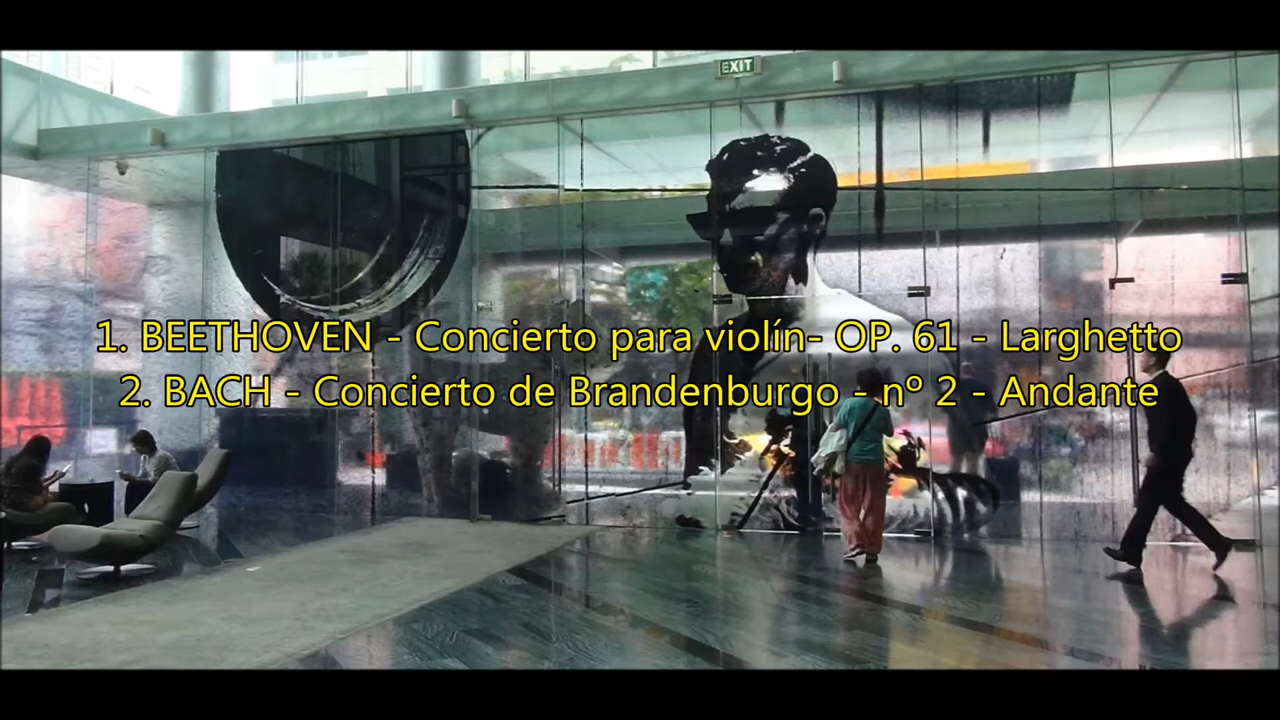 EXIT
1. BEETHOVEN - Concierto para violín- OP. 61 - Larghetto
2. BACH - Concierto de Brandenburgo - nº 2 - Andante